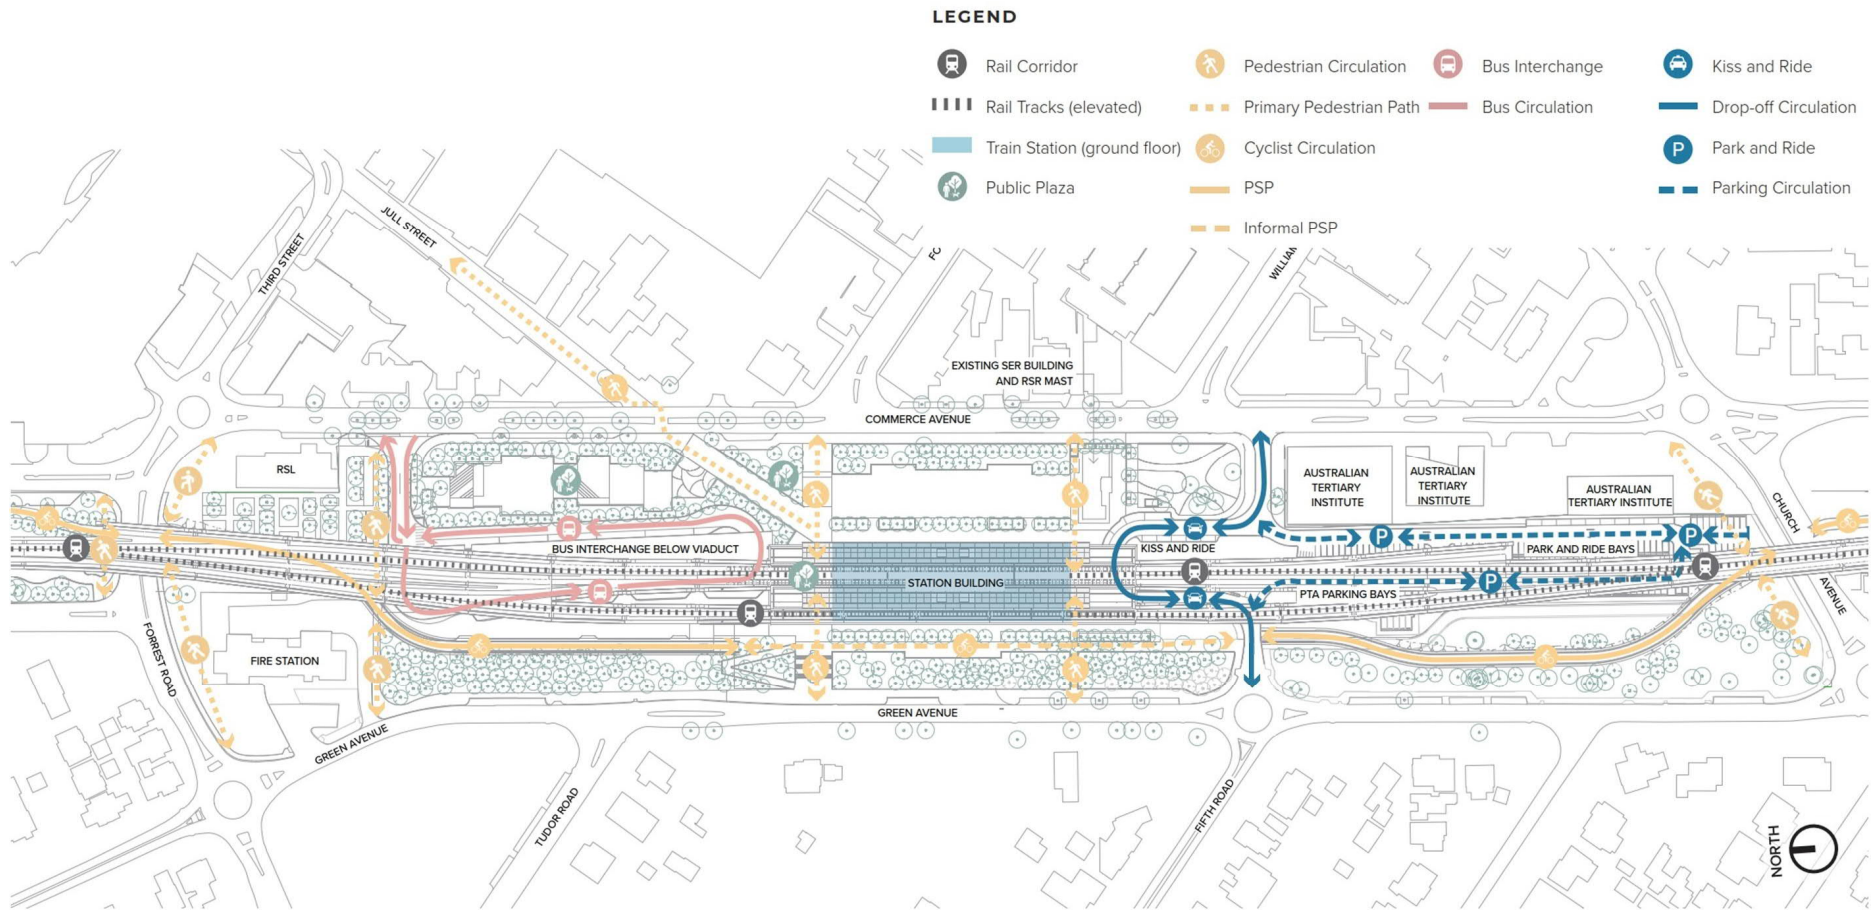 LEGEND
Rail Corridor
Pedestrian Circulation
Bus Interchange
Kiss and Ride
Rail Tracks (elevated)
Primary Pedestrian Path
Bus Circulation
Drop-off Circulation
Train Station (ground floor)
Cyclist Circulation
P
Park and Ride
Public Plaza
PSP
Parking Circulation
Informal PSP
JULL STREET
THIRD STREET
FO
WILLIAM
EXISTING SER BUILDING
AND RSR MAST
COMMERCE AVENUE
RSL
AUSTRALIAN
TERTIARY
INSTITUTE
AUSTRALIAN
TERTIARY
INSTITUTE
AUSTRALIAN
TERTIARY INSTITUTE
CHURCH
AVENUE
BUS INTERCHANGE BELOW VIADUCT
KISS AND RIDE
P
P
PARK AND RIDE BAYS
STATION BUILDING
P
PTA PARKING BAYS
FORREST ROAD
FIRE STATION
GREEN AVENUE
GREEN AVENUE
TUDOR ROAD
FIFTH ROAD
NORTH